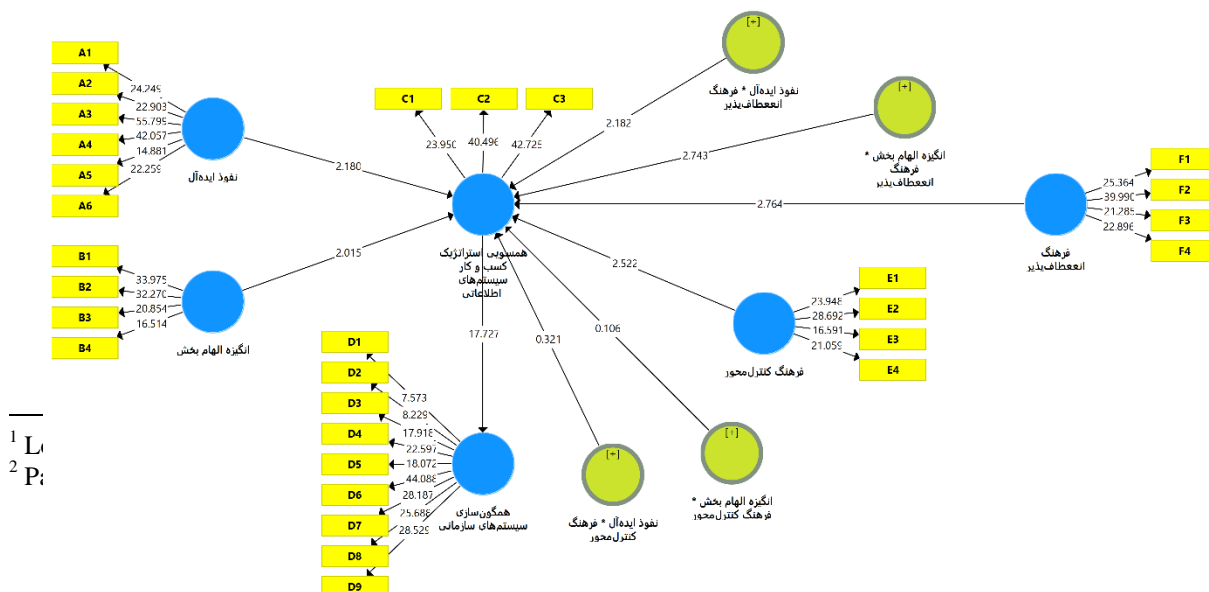 A1
A2
A3
A4
A5
A6
24.249
22.903
55.799
42.057
14.881
22.259
نفوذ ایده‌آل
2.180
B1
B2
B3
B4
33.975
32.270
20.854
16.514
انگیزه الهام بخش
2.015
C1
C2
C3
23.950
40.496
42.725
همسویی استراتژیک
کسب و کار
سیستم‌های
اطلاعاتی
17.727
[+]
نفوذ ایده‌آل * فرهنگ
انععطاف‌پذیر
2.182
[+]
انگیزه الهام بخش *
فرهنگ
انععطاف‌پذیر
2.743
2.764
فرهنگ
انععطاف‌پذیر
F1
F2
F3
F4
25.364
39.990
21.285
22.896
2.522
فرهنگ کنترل‌محور
E1
E2
E3
E4
23.948
28.692
16.591
21.059
0.321
0.106
[+]
نفوذ ایده‌آل * فرهنگ
کنترل‌محور
[+]
انگیزه الهام بخش *
فرهنگ کنترل‌محور
D1
D2
D3
D4
D5
D6
D7
D8
D9
7.573
8.229
17.918
22.597
18.072
44.088
28.187
25.688
28.529
همگون‌سازی
سیستم‌های سازمانی
1
2